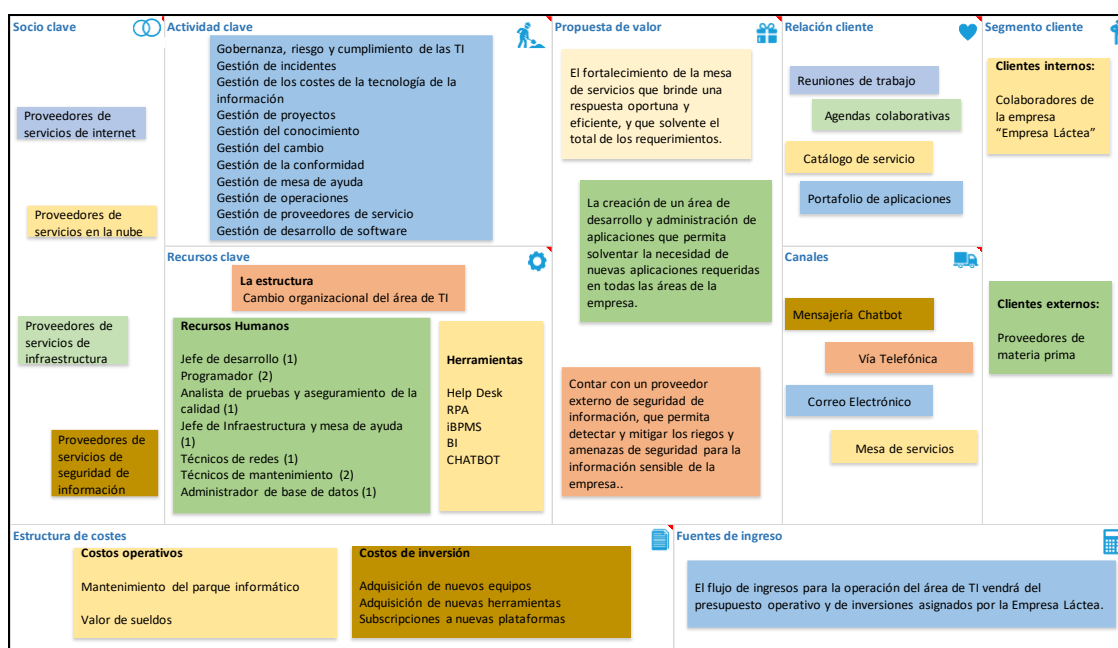 Socio clave
Proveedores de
servicios de internet
Proveedores de
servicios en la nube
Proveedores de
servicios de
infraestructura
Proveedores de
servicios de
seguridad de
información
Actividad clave
Gobernanza, riesgo y cumplimiento de las TI
Gestión de incidentes
Gestión de los costes de la tecnología de la
información
Gestión de proyectos
Gestión del conocimiento
Gestión del cambio
Gestión de la conformidad
Gestión de mesa de ayuda
Gestión de operaciones
Gestión de proveedores de servicio
Gestión de desarrollo de software
Recursos clave
La estructura
Cambio organizacional del área de TI
Recursos Humanos
Jefe de desarrollo (1)
Programador (2)
Analista de pruebas y aseguramiento de la
calidad (1)
Jefe de Infraestructura y mesa de ayuda
(1)
Técnicos de redes (1)
Técnicos de mantenimiento (2)
Administrador de base de datos (1)
Herramientas
Help Desk
RPA
iBPMS
BI
CHATBOT
Propuesta de valor
El fortalecimiento de la mesa
de servicios que brinde una
respuesta oportuna y
eficiente, y que solvente el
total de los requerimientos.
La creación de un área de
desarrollo y administración de
aplicaciones que permita
solventar la necesidad de
nuevas aplicaciones requeridas
en todas las áreas de la
empresa.
Contar con un proveedor
externo de seguridad de
información, que permita
detectar y mitigar los riegos y
amenazas de seguridad para la
información sensible de la
empresa..
Relación cliente
Reuniones de trabajo
Agendas colaborativas
Catálogo de servicio
Portafolio de aplicaciones
Canales
Mensajería Chatbot
Vía Telefónica
Correo Electrónico
Mesa de servicios
Segmento cliente
Clientes internos:
Colaboradores de
la empresa
“Empresa Láctea”
Clientes externos:
Proveedores de
materia prima
Estructura de costes
Costos operativos
Mantenimiento del parque informático
Valor de sueldos
Costos de inversión
Adquisición de nuevos equipos
Adquisición de nuevas herramientas
Subscripciones a nuevas plataformas
Fuentes de ingreso
El flujo de ingresos para la operación del área de TI vendrá del
presupuesto operativo y de inversiones asignados por la Empresa Láctea.